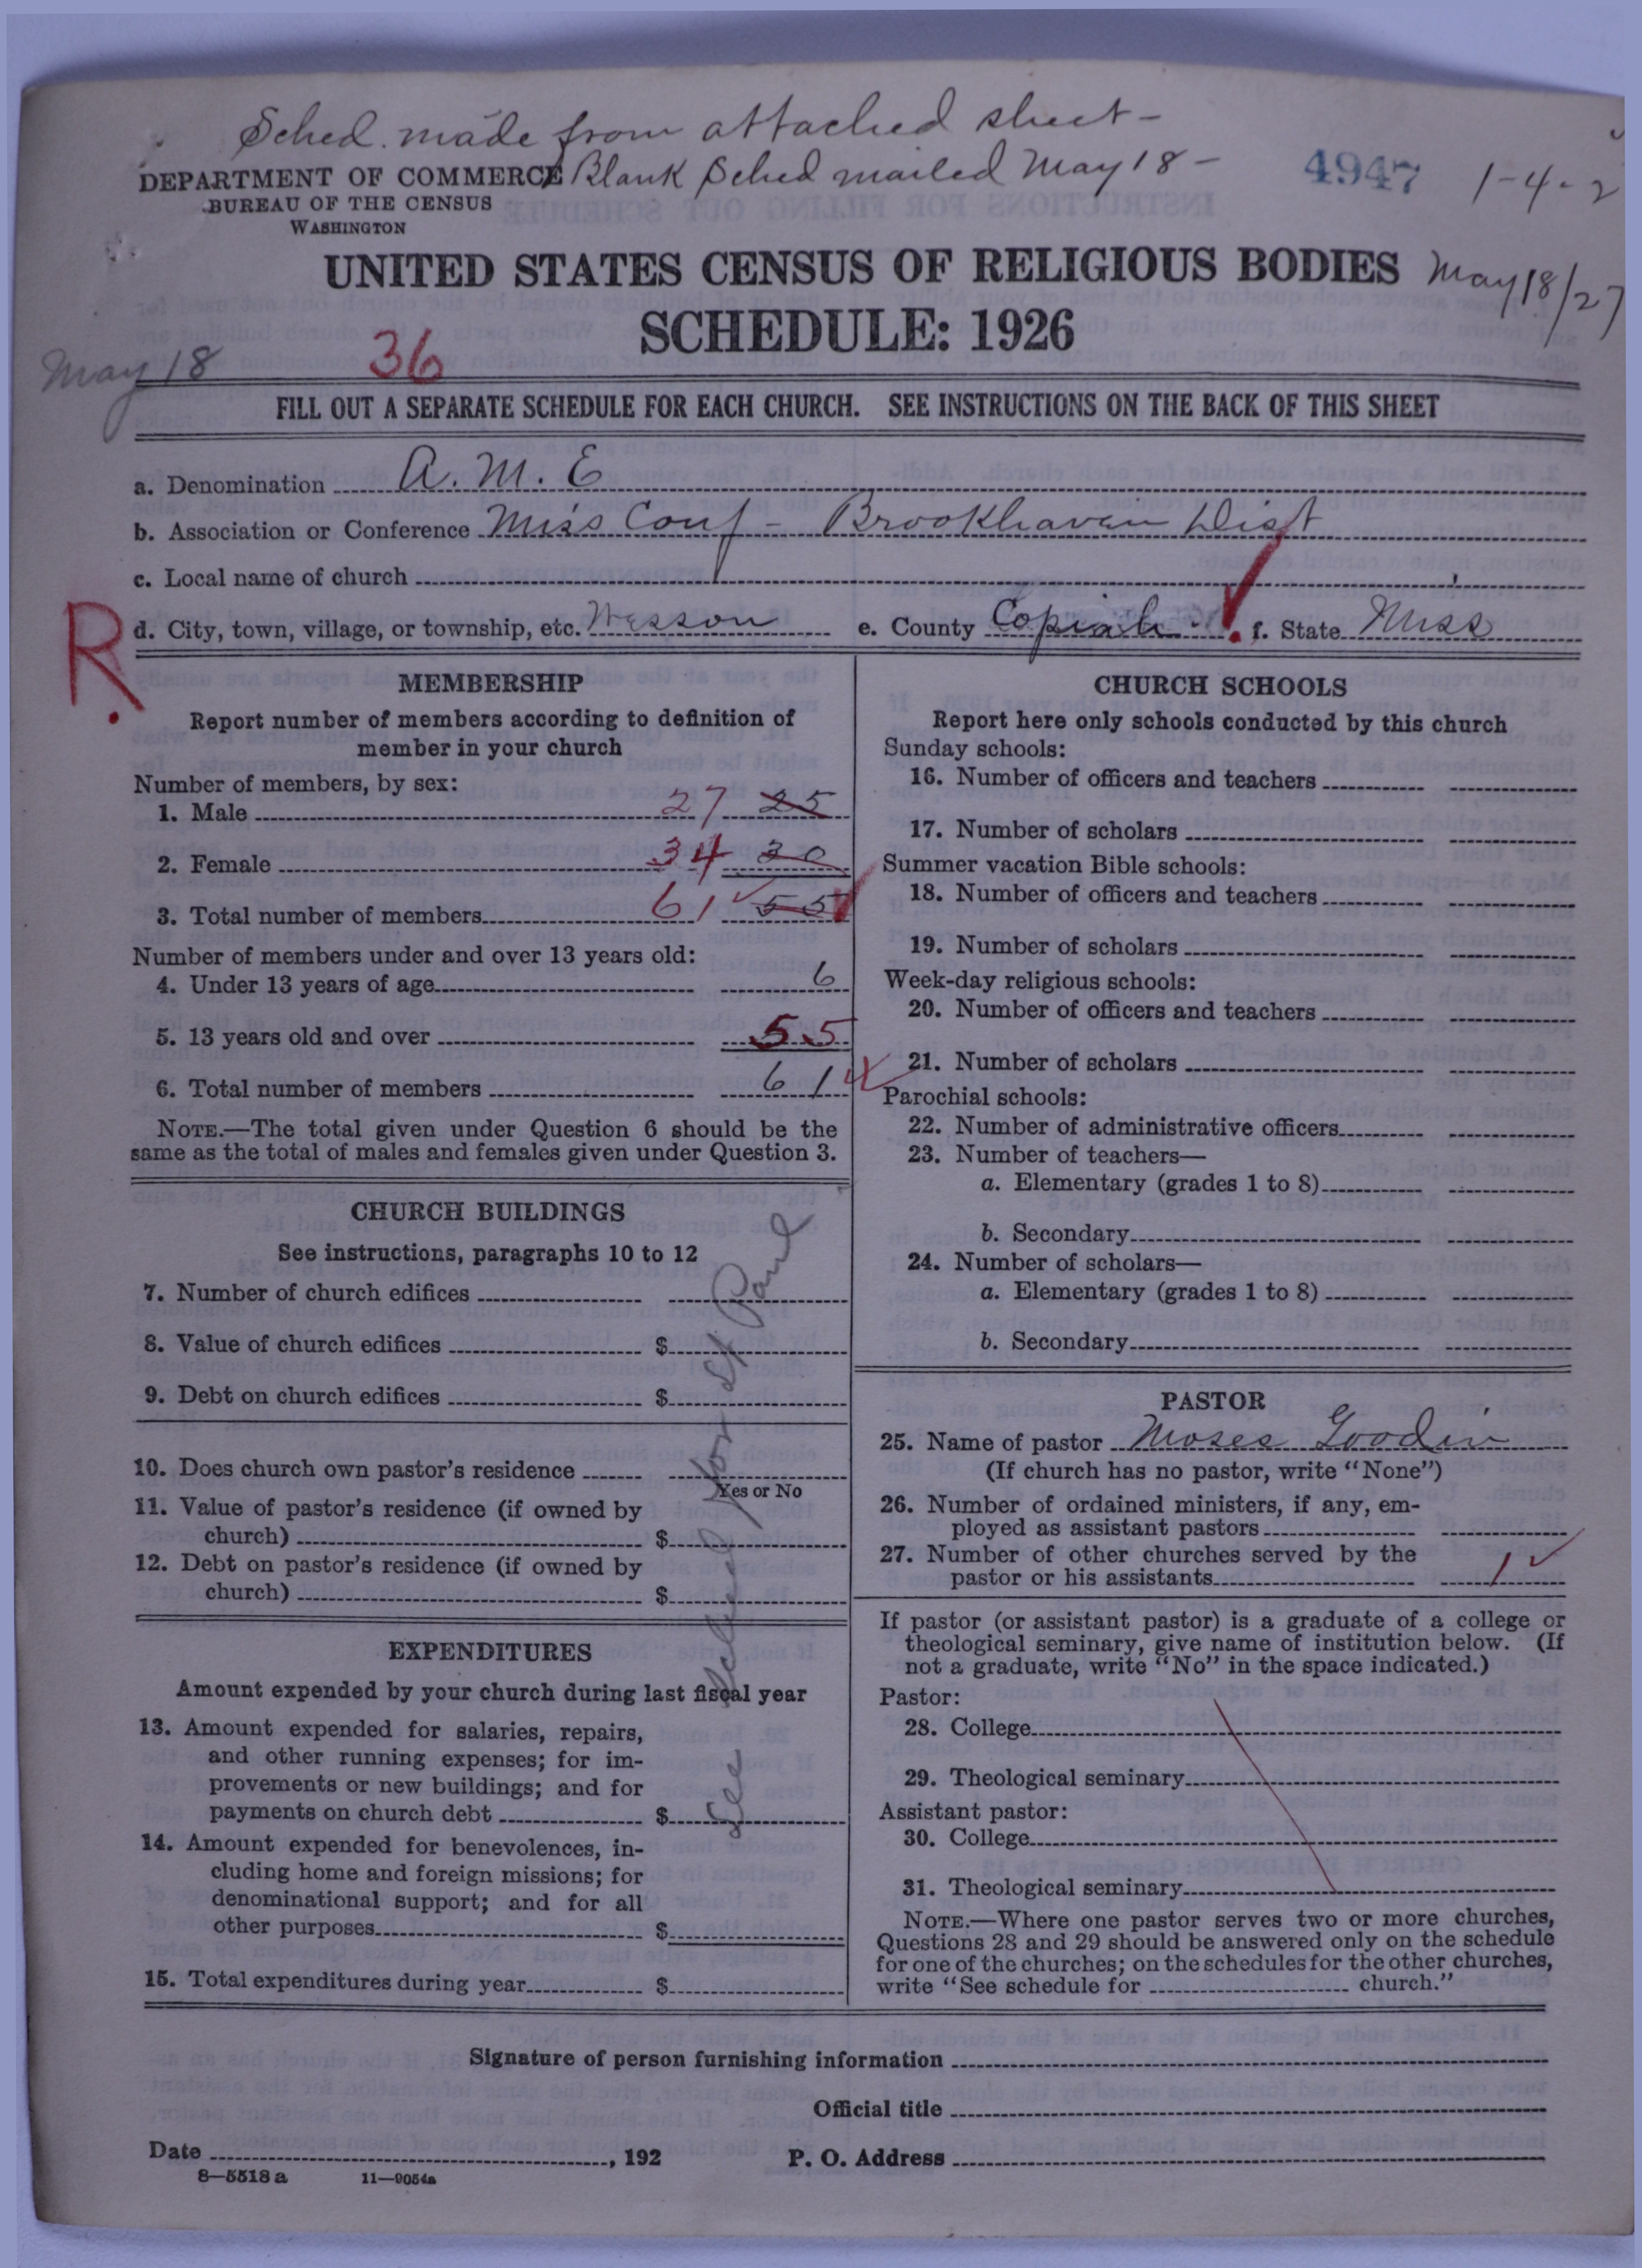 Sched. made from attached sheet -
DEPARTMENT OF COMMERCE Blank Sched mailed May 18 - 4947 1-4-2
BUREAU OF THE CENSUS
WASHINGTON
UNITED STATES CENSUS OF RELIGIOUS BODIES May 18/27
SCHEDULE: 1926
May 18 36
FILL OUT A SEPARATE SCHEDULE FOR EACH CHURCH. SEE INSTRUCTIONS ON THE BACK OF THIS SHEET
a. Denomination A. M. E
b. Association or Conference Miss Conf - Brookhaven Dist
c. Local name of church
R. d. City, town, village, or township, etc. Wesson e. County Copiah f. State Miss
MEMBERSHIP
Report number of members according to definition of
member in your church
Number of members, by sex:
1. Male 27 25
2. Female 34 30
3. Total number of members 61 55
Number of members under and over 13 years old:
4. Under 13 years of age 6
5. 13 years old and over 55
6. Total number of members 61
NOTE.—The total given under Question 6 should be the
same as the total of males and females given under Question 3.
CHURCH BUILDINGS
See instructions, paragraphs 10 to 12
7. Number of church edifices
8. Value of church edifices $
9. Debt on church edifices $
10. Does church own pastor's residence
Yes or No
11. Value of pastor's residence (if owned by
church) $
12. Debt on pastor's residence (if owned by
church) $
EXPENDITURES
Amount expended by your church during last fiscal year
13. Amount expended for salaries, repairs,
and other running expenses; for im-
provements or new buildings; and for
payments on church debt $
14. Amount expended for benevolences, in-
cluding home and foreign missions; for
denominational support; and for all
other purposes $
15. Total expenditures during year $
See Sched for St Paul
CHURCH SCHOOLS
Report here only schools conducted by this church
Sunday schools:
16. Number of officers and teachers
17. Number of scholars
Summer vacation Bible schools:
18. Number of officers and teachers
19. Number of scholars
Week-day religious schools:
20. Number of officers and teachers
21. Number of scholars
Parochial schools:
22. Number of administrative officers
23. Number of teachers—
a. Elementary (grades 1 to 8)
b. Secondary
24. Number of scholars—
a. Elementary (grades 1 to 8)
b. Secondary
PASTOR
25. Name of pastor Moses Goodin
(If church has no pastor, write "None")
26. Number of ordained ministers, if any, em-
ployed as assistant pastors
27. Number of other churches served by the
pastor or his assistants 1
If pastor (or assistant pastor) is a graduate of a college or
theological seminary, give name of institution below. (If
not a graduate, write "No" in the space indicated.)
Pastor:
28. College
29. Theological seminary
Assistant pastor:
30. College
31. Theological seminary
NOTE.—Where one pastor serves two or more churches,
Questions 28 and 29 should be answered only on the schedule
for one of the churches; on the schedules for the other churches,
write "See schedule for church."
Signature of person furnishing information
Official title
Date , 192 P. O. Address
8—5518 a 11—9054a